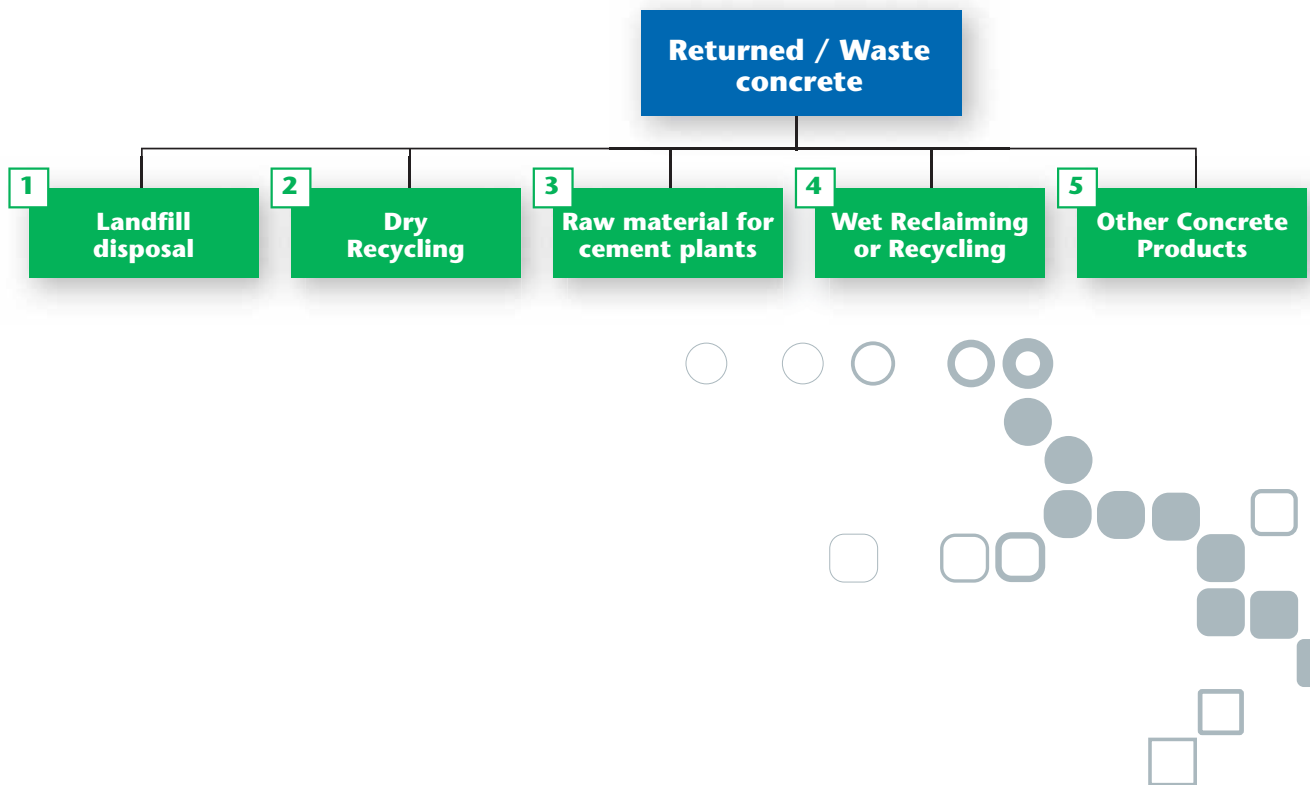 Returned / Waste
concrete
1
Landfill
disposal
2
Dry
Recycling
3
Raw material for
cement plants
4
Wet Reclaiming
or Recycling
5
Other Concrete
Products